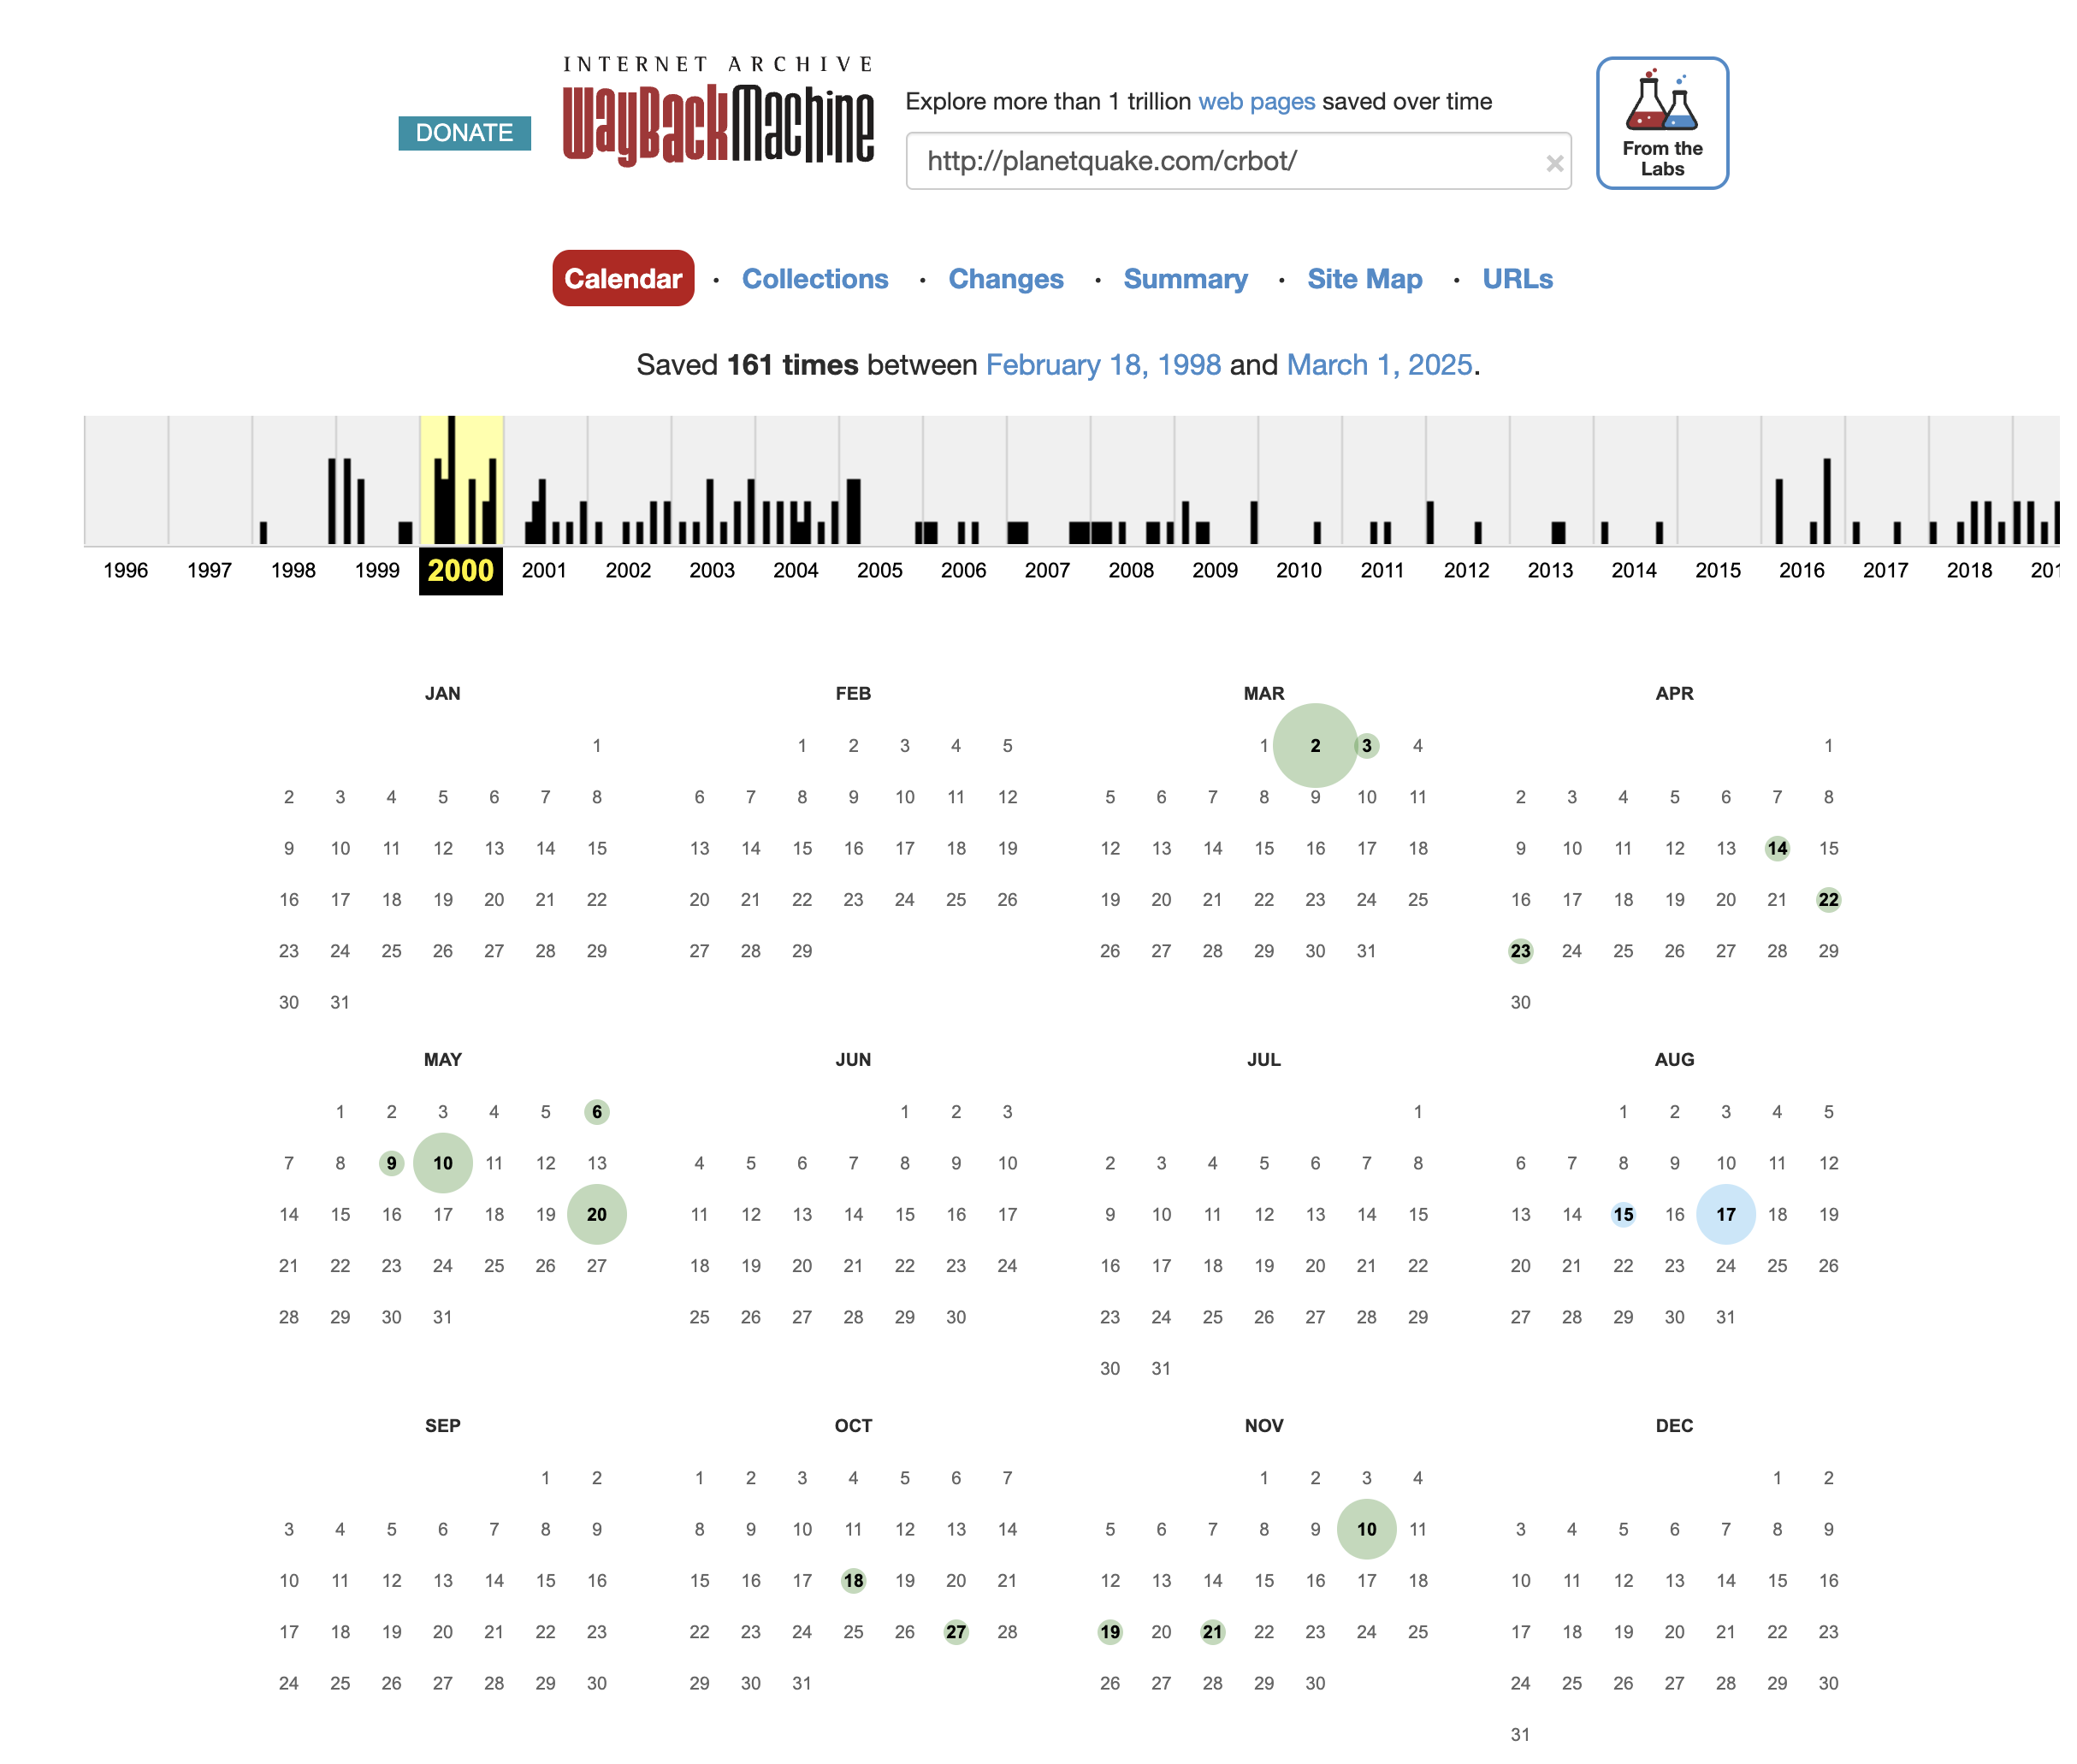 INTERNET ARCHIVE
WayBackMachine
DONATE
Explore more than 1 trillion web pages saved over time
http://planetquake.com/crbot/ ×
From the
Labs
Calendar · Collections · Changes · Summary · Site Map · URLs
Saved 161 times between February 18, 1998 and March 1, 2025.
1996 1997 1998 1999 2000 2001 2002 2003 2004 2005 2006 2007 2008 2009 2010 2011 2012 2013 2014 2015 2016 2017 2018 201
JAN
1
2 3 4 5 6 7 8
9 10 11 12 13 14 15
16 17 18 19 20 21 22
23 24 25 26 27 28 29
30 31
FEB
1 2 3 4 5
6 7 8 9 10 11 12
13 14 15 16 17 18 19
20 21 22 23 24 25 26
27 28 29
MAR
1 2 3 4
5 6 7 8 9 10 11
12 13 14 15 16 17 18
19 20 21 22 23 24 25
26 27 28 29 30 31
APR
1
2 3 4 5 6 7 8
9 10 11 12 13 14 15
16 17 18 19 20 21 22
23 24 25 26 27 28 29
30
MAY
1 2 3 4 5 6
7 8 9 10 11 12 13
14 15 16 17 18 19 20
21 22 23 24 25 26 27
28 29 30 31
JUN
1 2 3
4 5 6 7 8 9 10
11 12 13 14 15 16 17
18 19 20 21 22 23 24
25 26 27 28 29 30
JUL
1
2 3 4 5 6 7 8
9 10 11 12 13 14 15
16 17 18 19 20 21 22
23 24 25 26 27 28 29
30 31
AUG
1 2 3 4 5
6 7 8 9 10 11 12
13 14 15 16 17 18 19
20 21 22 23 24 25 26
27 28 29 30 31
SEP
1 2
3 4 5 6 7 8 9
10 11 12 13 14 15 16
17 18 19 20 21 22 23
24 25 26 27 28 29 30
OCT
1 2 3 4 5 6 7
8 9 10 11 12 13 14
15 16 17 18 19 20 21
22 23 24 25 26 27 28
29 30 31
NOV
1 2 3 4
5 6 7 8 9 10 11
12 13 14 15 16 17 18
19 20 21 22 23 24 25
26 27 28 29 30
DEC
1 2
3 4 5 6 7 8 9
10 11 12 13 14 15 16
17 18 19 20 21 22 23
24 25 26 27 28 29 30
31